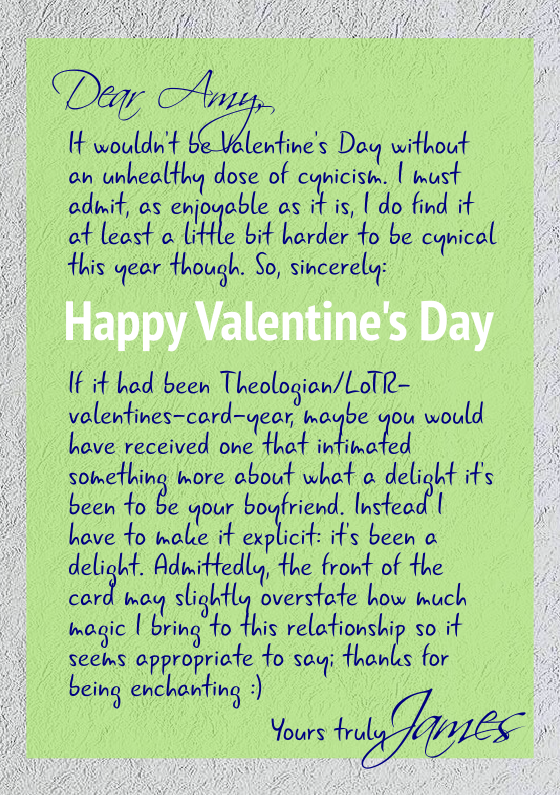 Dear Amy,
It wouldn't be Valentine's Day without
an unhealthy dose of cynicism. I must
admit, as enjoyable as it is, I do find it
at least a little bit harder to be cynical
this year though. So, sincerely:
Happy Valentine's Day
If it had been Theologian/LoTR-
valentines-card-year, maybe you would
have received one that intimated
something more about what a delight it's
been to be your boyfriend. Instead I
have to make it explicit: it's been a
delight. Admittedly, the front of the
card may slightly overstate how much
magic I bring to this relationship so it
seems appropriate to say; thanks for
being enchanting :)
Yours truly James